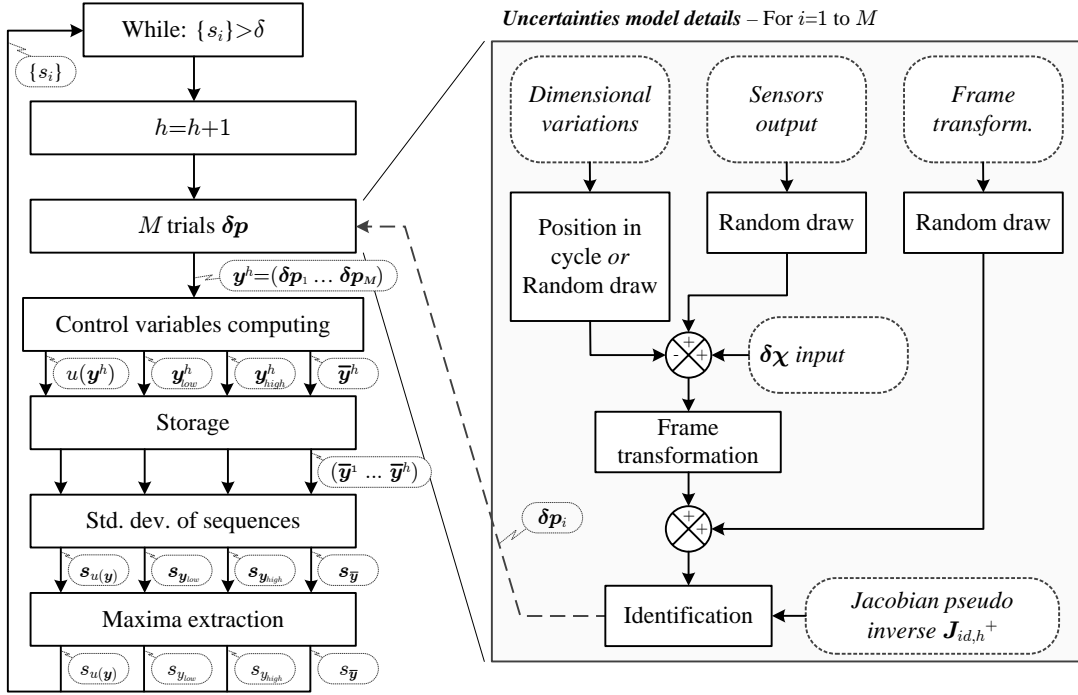 Uncertainties model details – For i=1 to M
While: {s_i}>δ
{s_i}
h=h+1
M trials δp
y^h=(δp_1 ... δp_M)
Control variables computing
u(y^h)
y^h_low
y^h_high
y̅^h
Storage
(y̅^1 ... y̅^h)
Std. dev. of sequences
s_u(y)
s_y_low
s_y_high
s_y̅
Maxima extraction
s_u(y)
s_y_low
s_y_high
s_y̅
Dimensional
variations
Sensors
output
Frame
transform.
Position in
cycle or
Random draw
Random draw
Random draw
+
-
+
δχ input
Frame
transformation
+
+
δp_i
Identification
Jacobian pseudo
inverse J_id,h^+